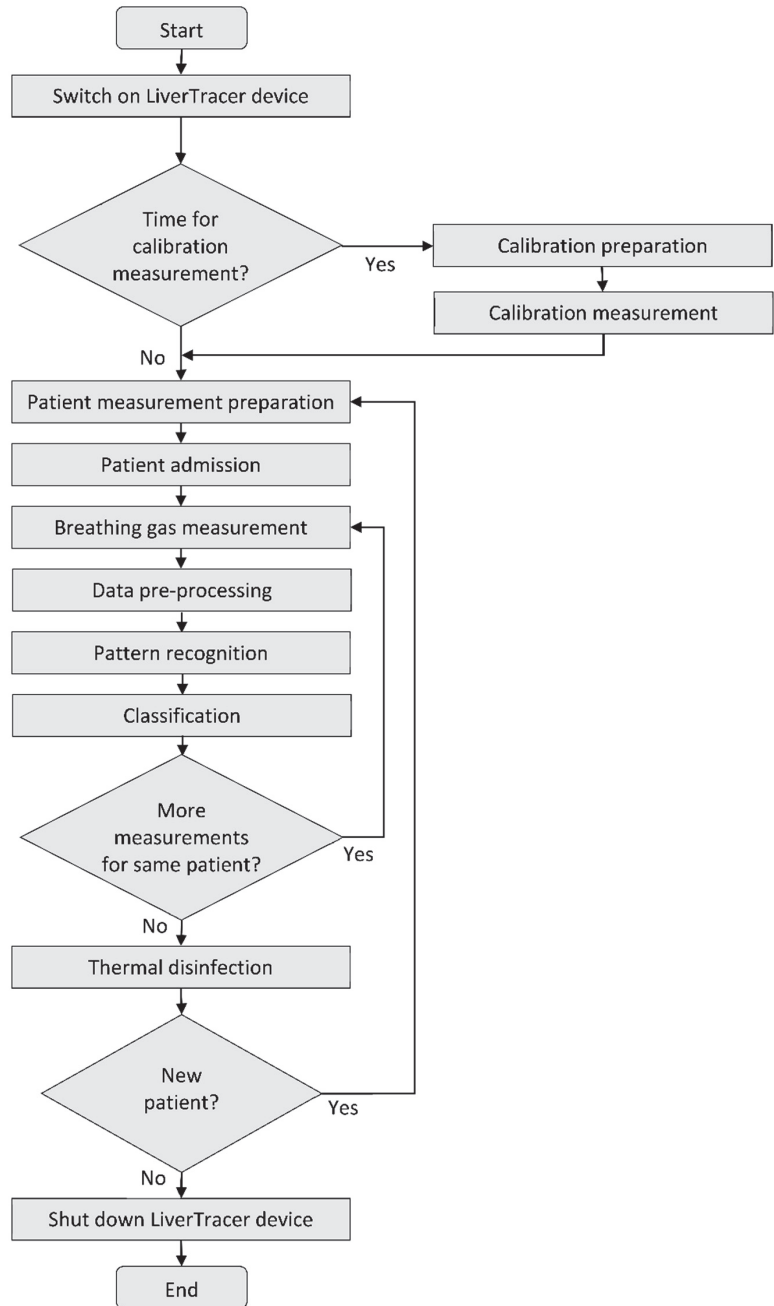 Start
Switch on LiverTracer device
Time for
calibration
measurement?
Yes
Calibration preparation
Calibration measurement
No
Patient measurement preparation
Patient admission
Breathing gas measurement
Data pre-processing
Pattern recognition
Classification
More
measurements
for same patient?
Yes
No
Thermal disinfection
New
patient?
Yes
No
Shut down LiverTracer device
End